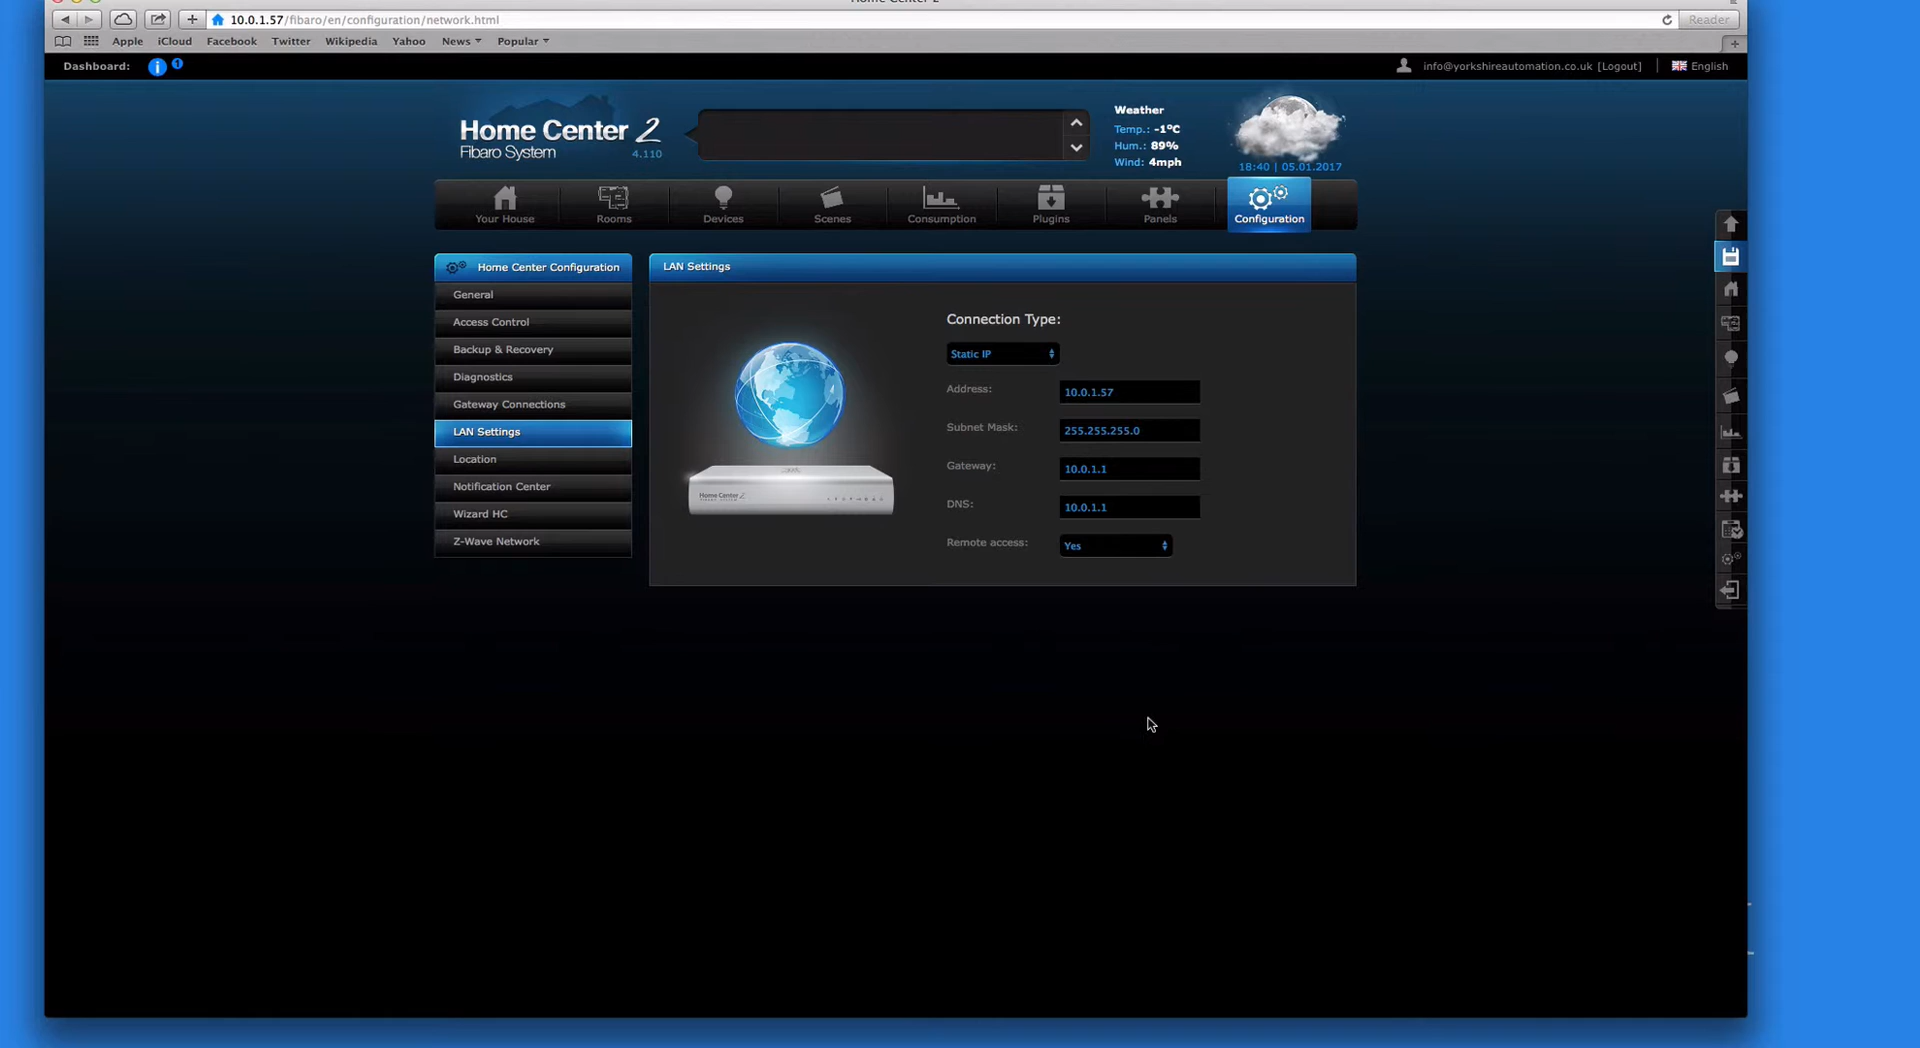 10.0.1.57/fibaro/en/configuration/network.html
Reader
Apple iCloud Facebook Twitter Wikipedia Yahoo News Popular
Dashboard: i 1
info@yorkshireautomation.co.uk [Logout] | English
Home Center 2
Fibaro System
4.110
Weather
Temp.: -1°C
Hum.: 89%
Wind: 4mph
18:40 | 05.01.2017
Your House Rooms Devices Scenes Consumption Plugins Panels Configuration
Home Center Configuration
General
Access Control
Backup & Recovery
Diagnostics
Gateway Connections
LAN Settings
Location
Notification Center
Wizard HC
Z-Wave Network
LAN Settings
Home Center 2
Connection Type:
Static IP
Address: 10.0.1.57
Subnet Mask: 255.255.255.0
Gateway: 10.0.1.1
DNS: 10.0.1.1
Remote access: Yes